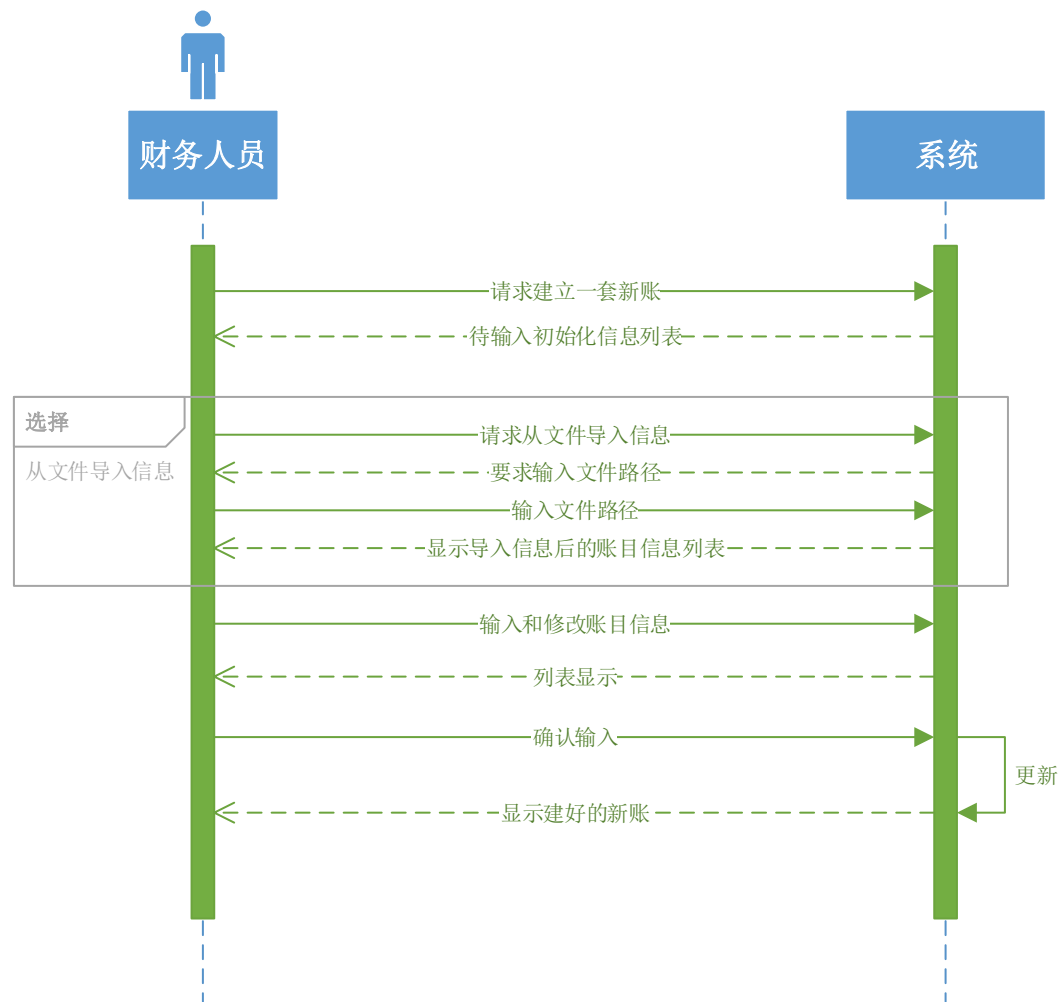 财务人员
系统
请求建立一套新账
待输入初始化信息列表
选择
请求从文件导入信息
从文件导入信息
要求输入文件路径
输入文件路径
显示导入信息后的账目信息列表
输入和修改账目信息
列表显示
确认输入
更新
显示建好的新账